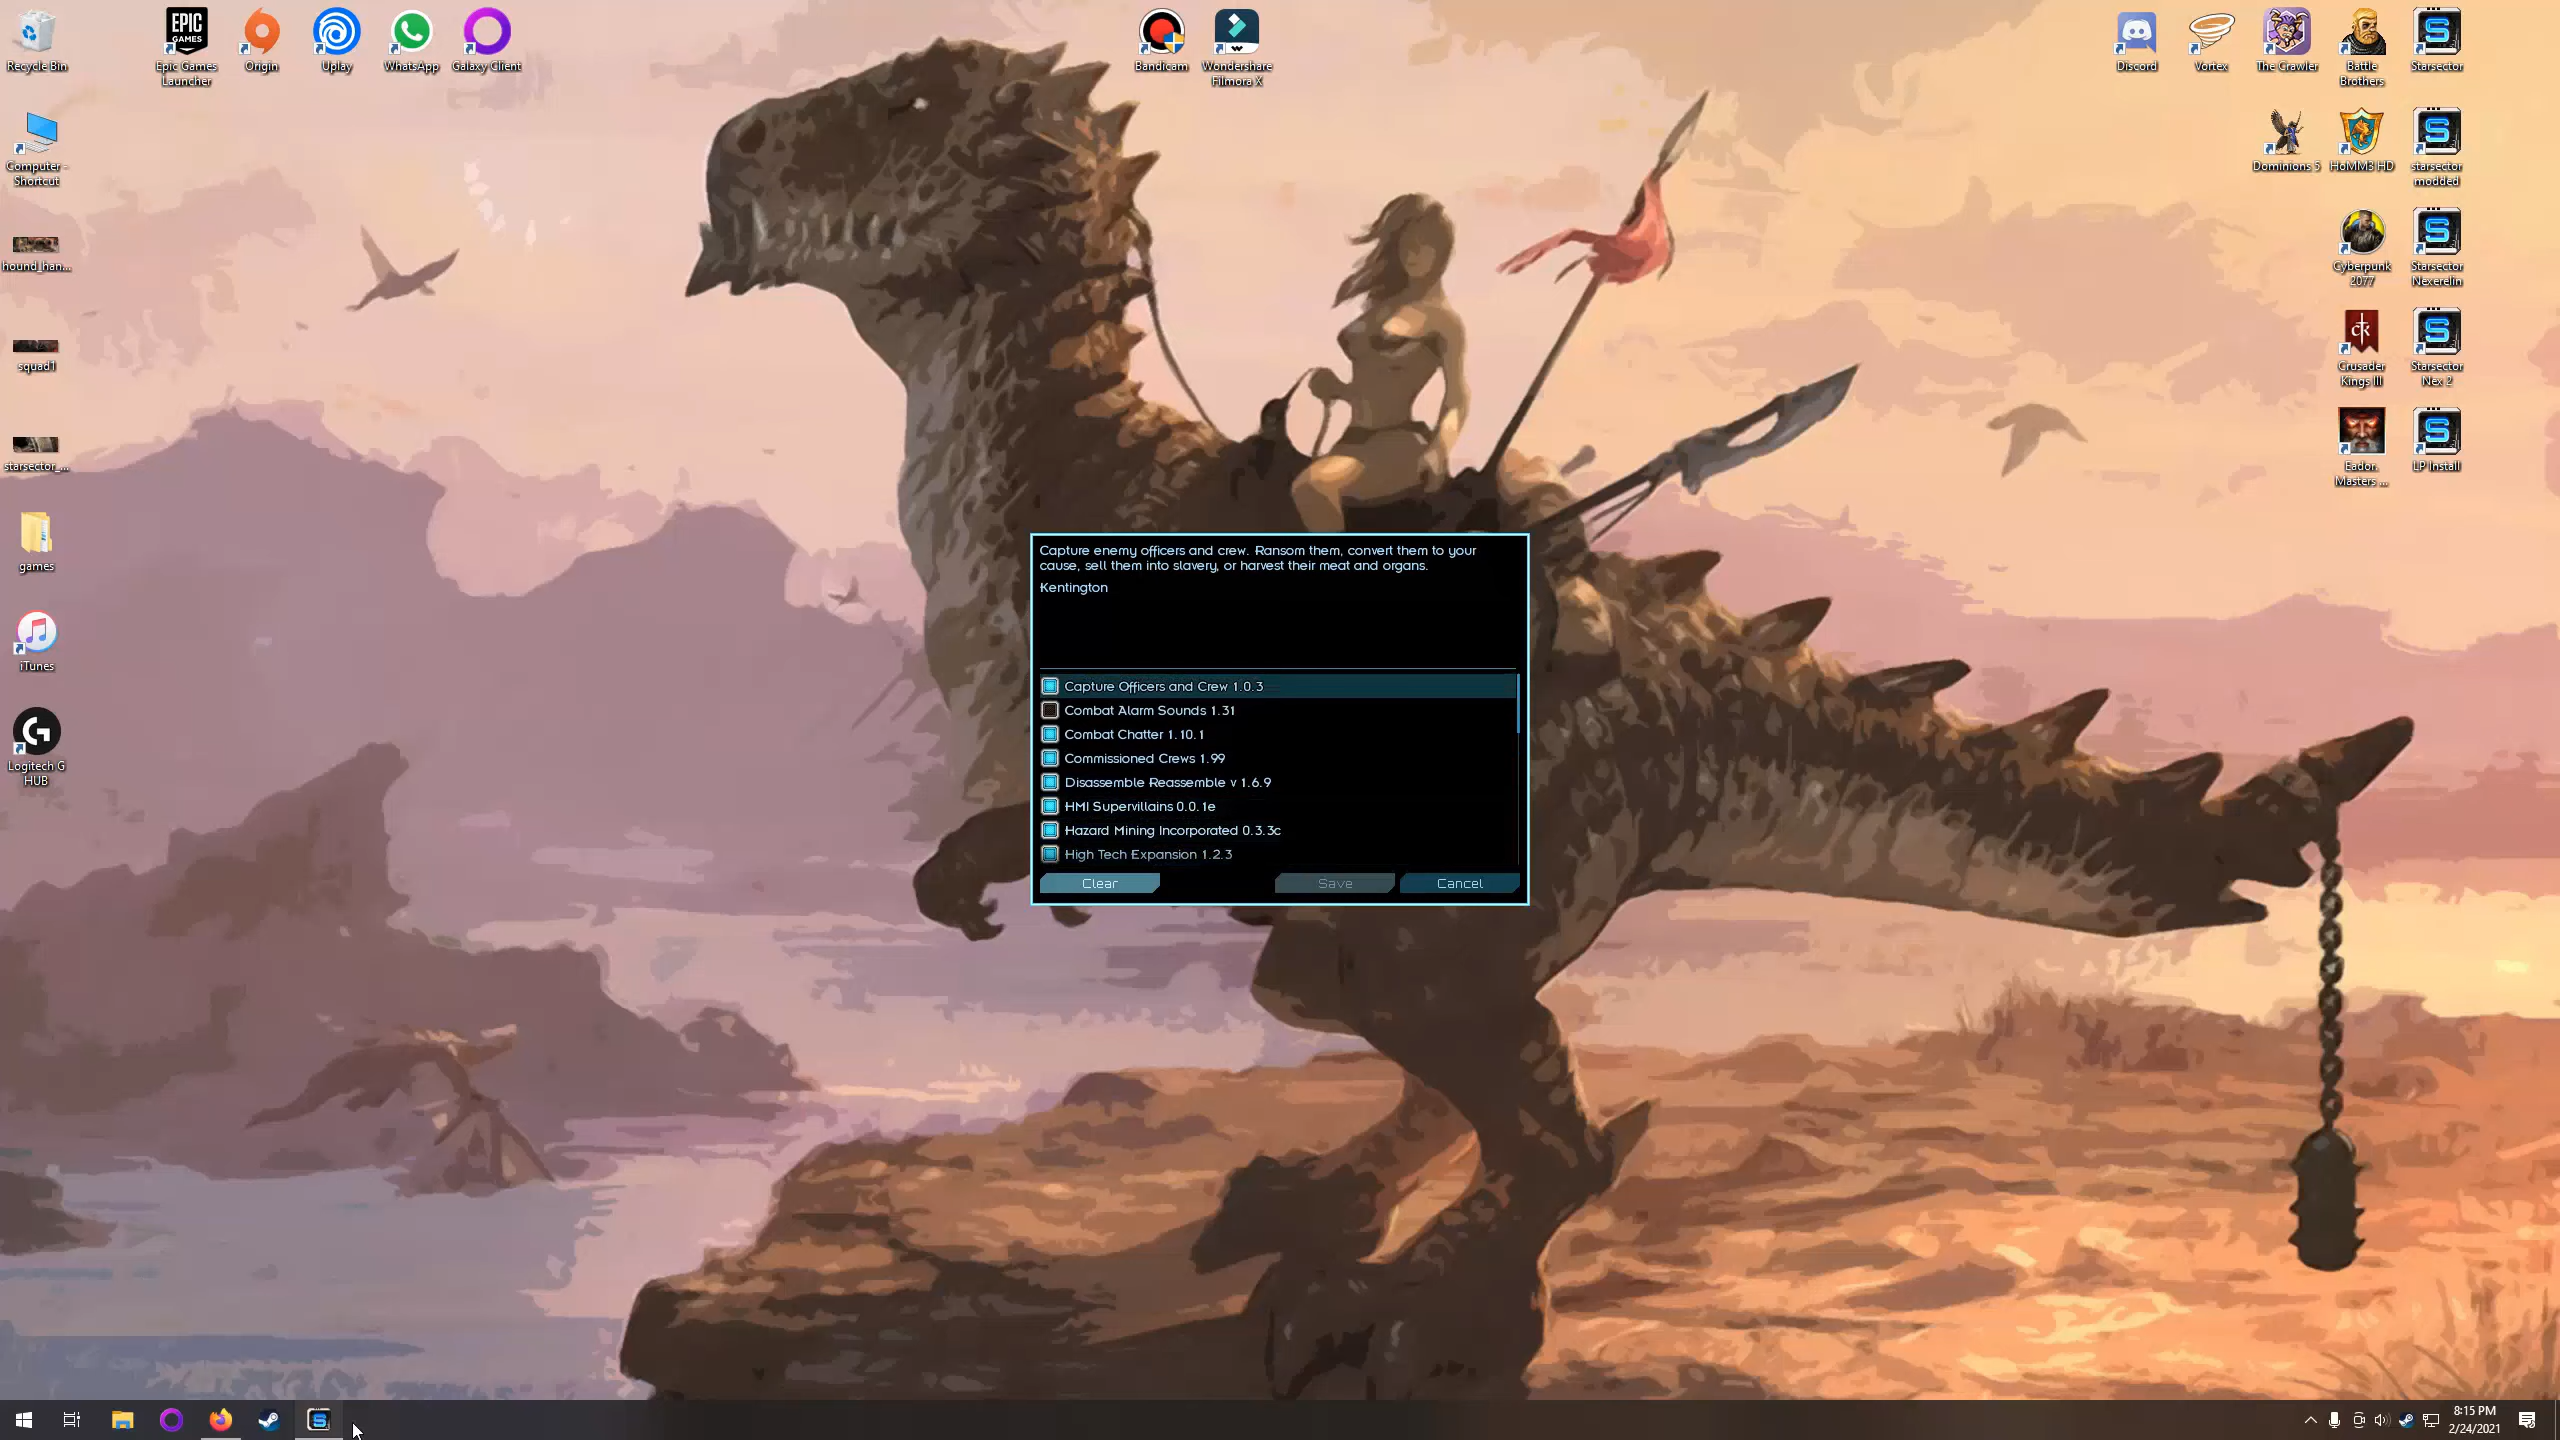 Recycle Bin
EPIC
GAMES
Epic Games
Launcher
Origin
Uplay
WhatsApp
Galaxy Client
Bandicam
Wondershare
Filmora X
Discord
Vortex
The Crawler
Battle
Brothers
Starsector
Computer -
Shortcut
Dominions 5
HoMM3 HD
starsector
modded
hound_han...
Cyberpunk
2077
Starsector
Nexerelin
squad1
Crusader
Kings III
Starsector
Nex 2
starsector_...
Eador.
Masters ...
LP Install
games
iTunes
Logitech G
HUB
Capture enemy officers and crew. Ransom them, convert them to your
cause, sell them into slavery, or harvest their meat and organs.
Kentington
Capture Officers and Crew 1.0.3
Combat Alarm Sounds 1.31
Combat Chatter 1.10.1
Commissioned Crews 1.99
Disassemble Reassemble v 1.6.9
HMI Supervillains 0.0.1e
Hazard Mining Incorporated 0.3.3c
High Tech Expansion 1.2.3
Clear
Save
Cancel
8:15 PM
2/24/2021